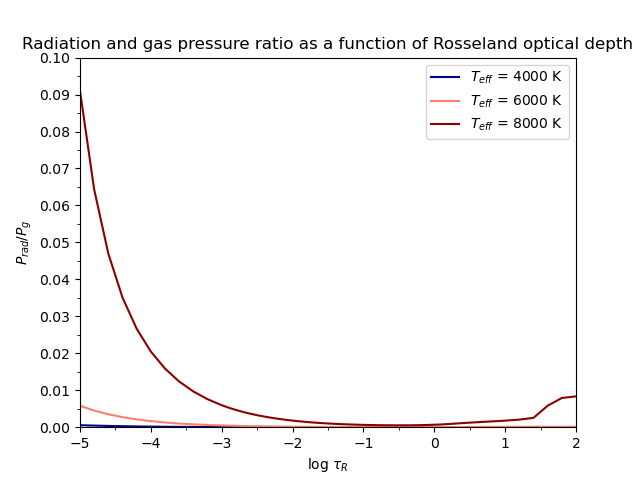 Radiation and gas pressure ratio as a function of Rosseland optical depth
0.10
0.09
0.08
0.07
0.06
0.05
0.04
0.03
0.02
0.01
0.00
P_rad/P_g
T_eff = 4000 K
T_eff = 6000 K
T_eff = 8000 K
−5 −4 −3 −2 −1 0 1 2
log τ_R